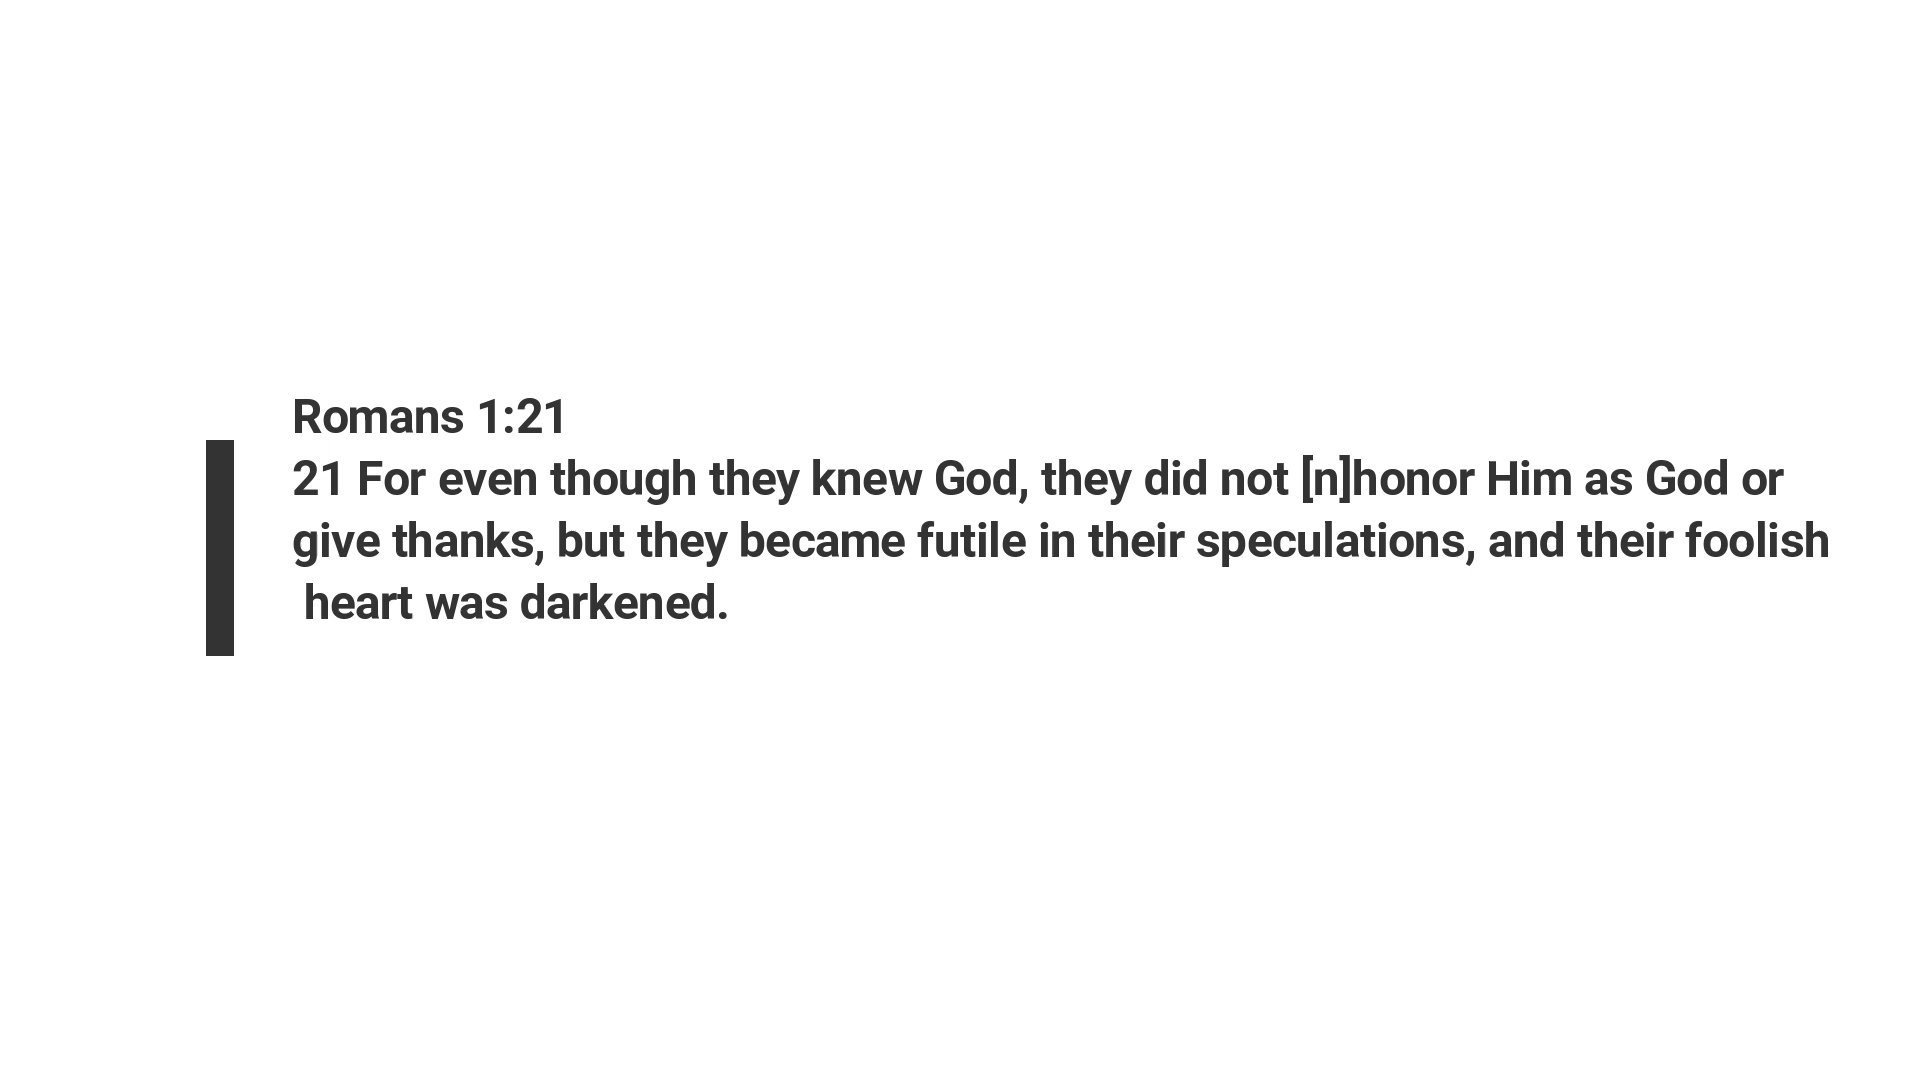 Romans 1:21
21 For even though they knew God, they did not [n]honor Him as God or
give thanks, but they became futile in their speculations, and their foolish
heart was darkened.